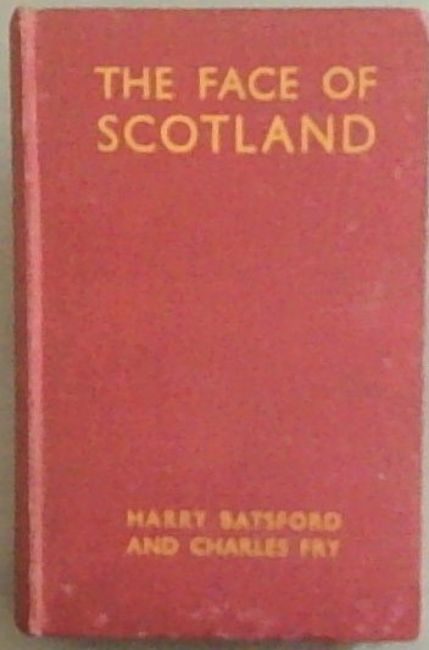 THE FACE OF
SCOTLAND
HARRY BATSFORD
AND CHARLES FRY